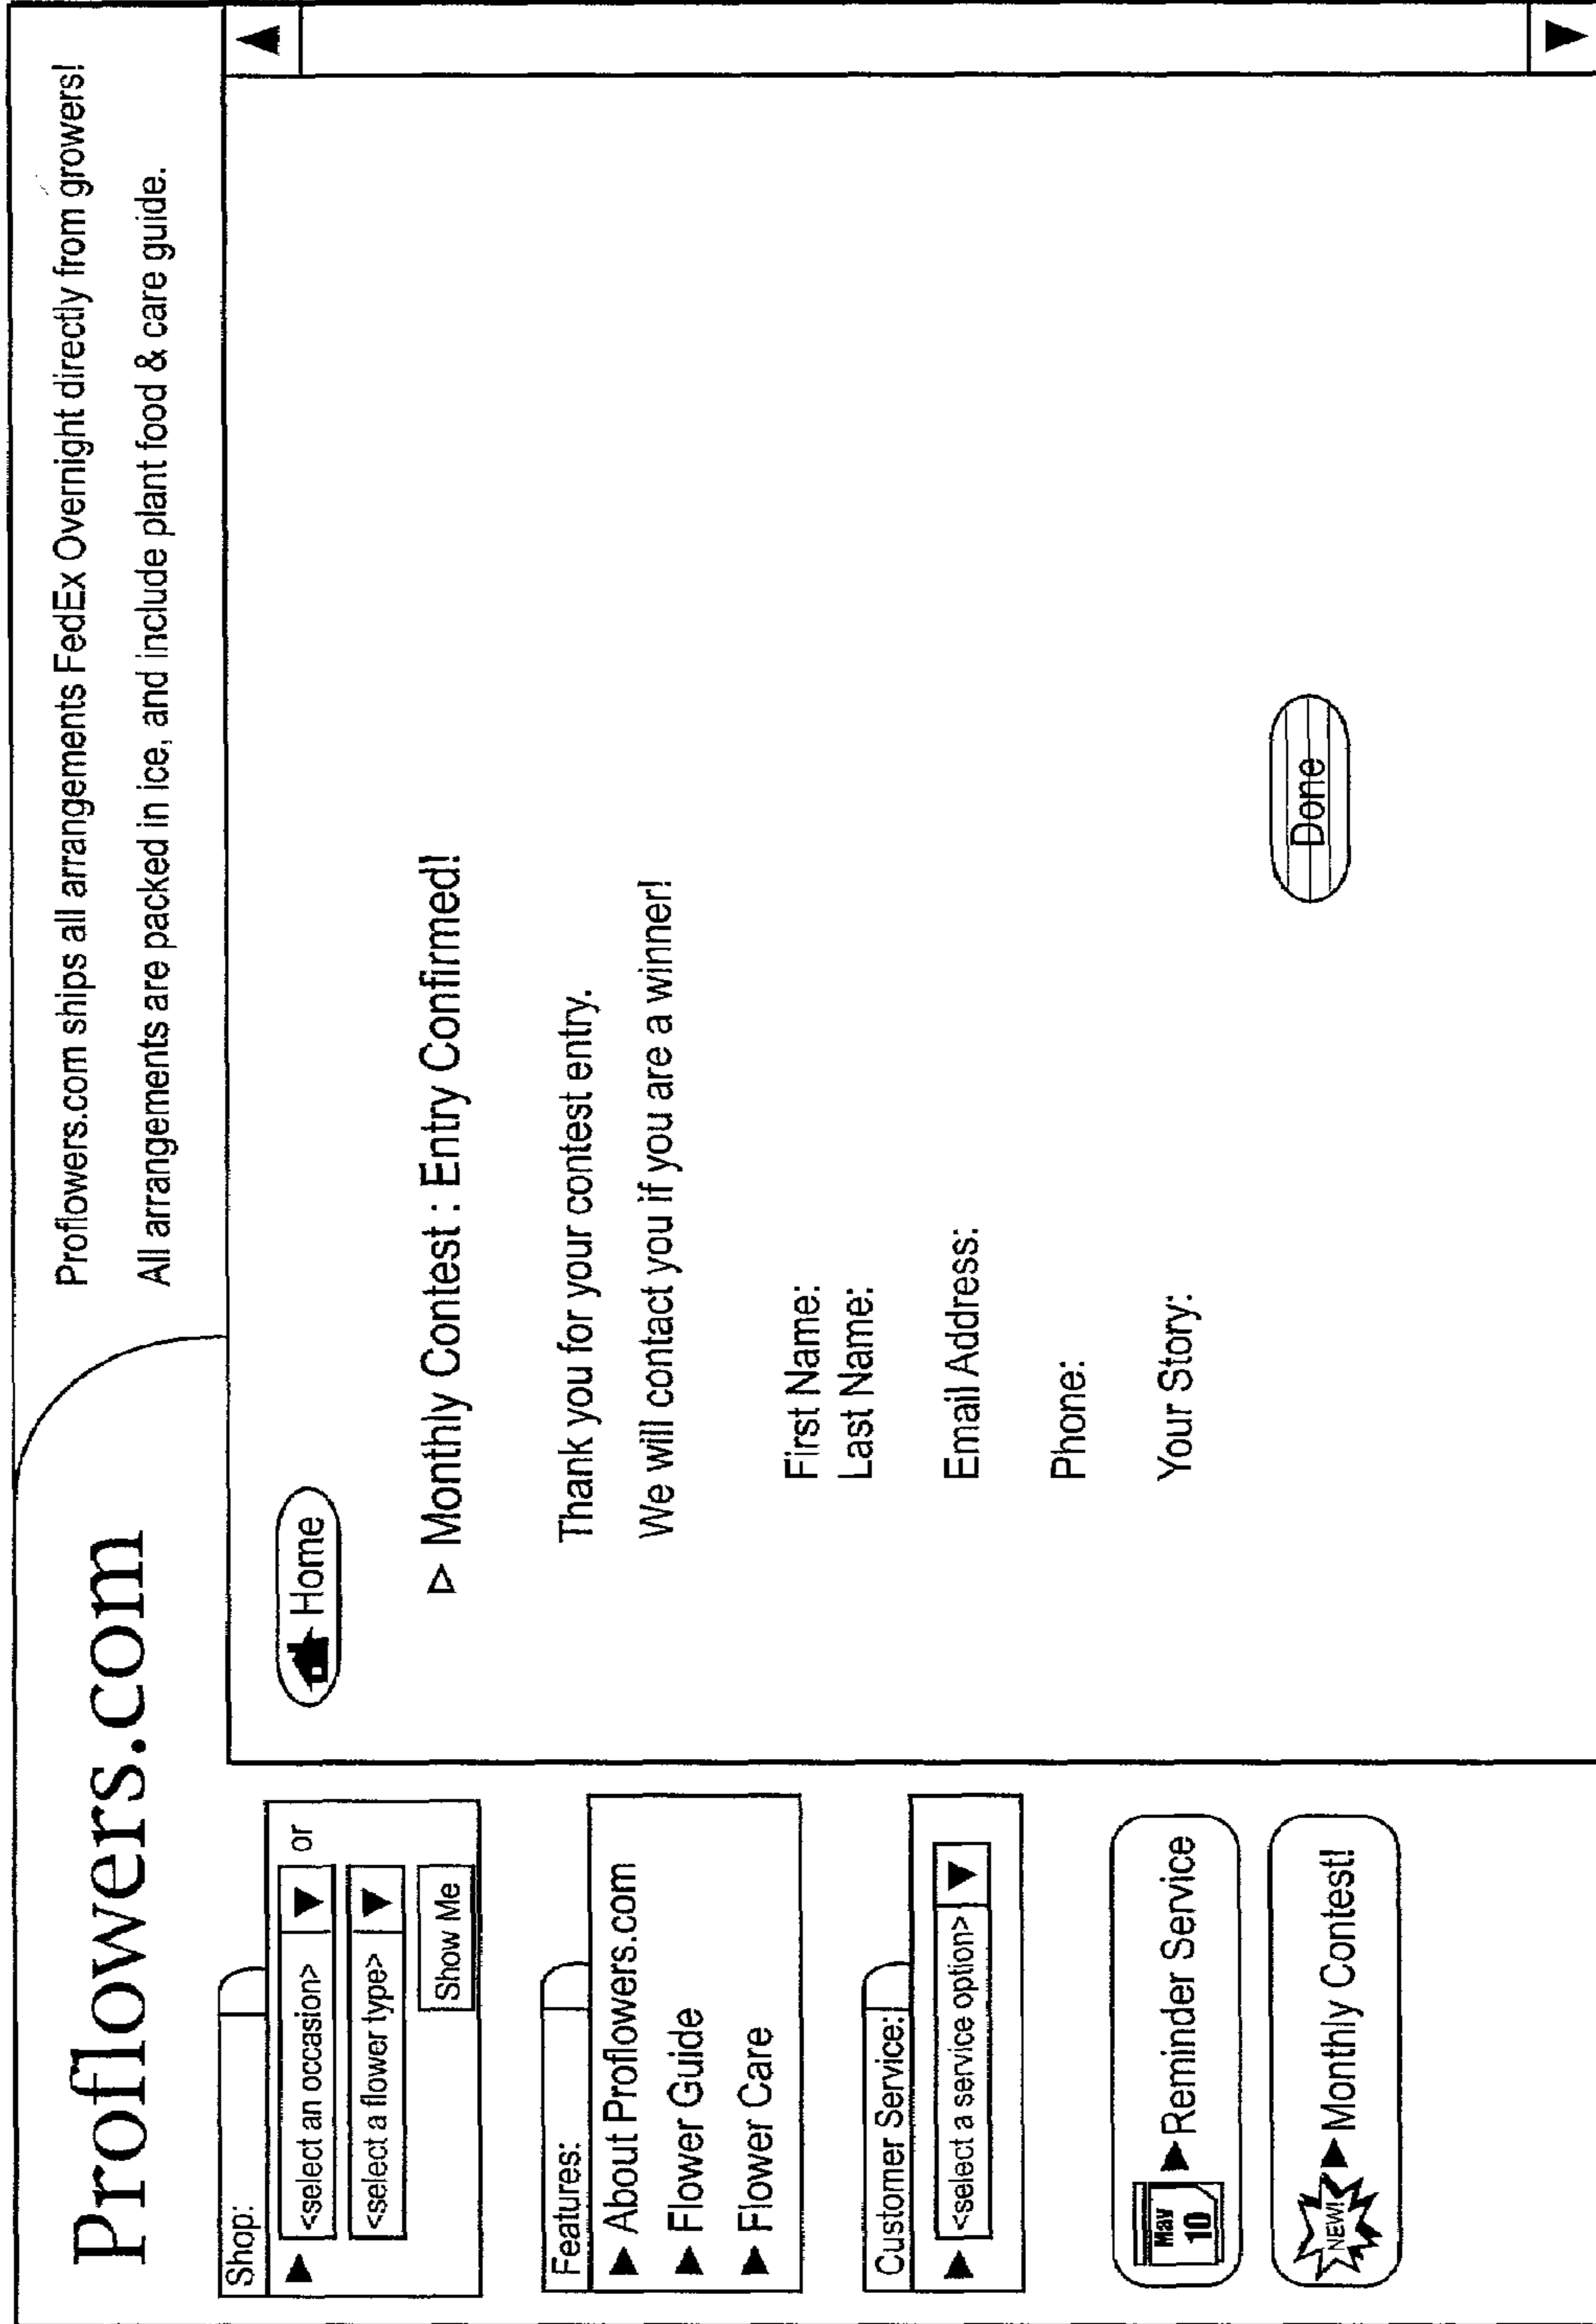 Proflowers.com
Proflowers.com ships all arrangements FedEx Overnight directly from growers!
All arrangements are packed in ice, and include plant food & care guide.
Shop:
<select an occasion> or
<select a flower type>
Show Me
Features:
About Proflowers.com
Flower Guide
Flower Care
Customer Service:
<select a service option>
May
10
Reminder Service
NEW!
Monthly Contest!
Home
Monthly Contest : Entry Confirmed!
Thank you for your contest entry.
We will contact you if you are a winner!
First Name:
Last Name:
Email Address:
Phone:
Your Story:
Done